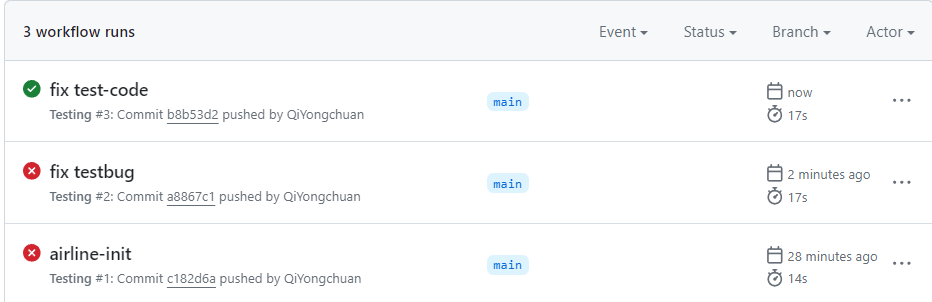 3 workflow runs Event Status Branch Actor
fix test-code
Testing #3: Commit b8b53d2 pushed by QiYongchuan
main
now
17s
fix testbug
Testing #2: Commit a8867c1 pushed by QiYongchuan
main
2 minutes ago
17s
airline-init
Testing #1: Commit c182d6a pushed by QiYongchuan
main
28 minutes ago
14s